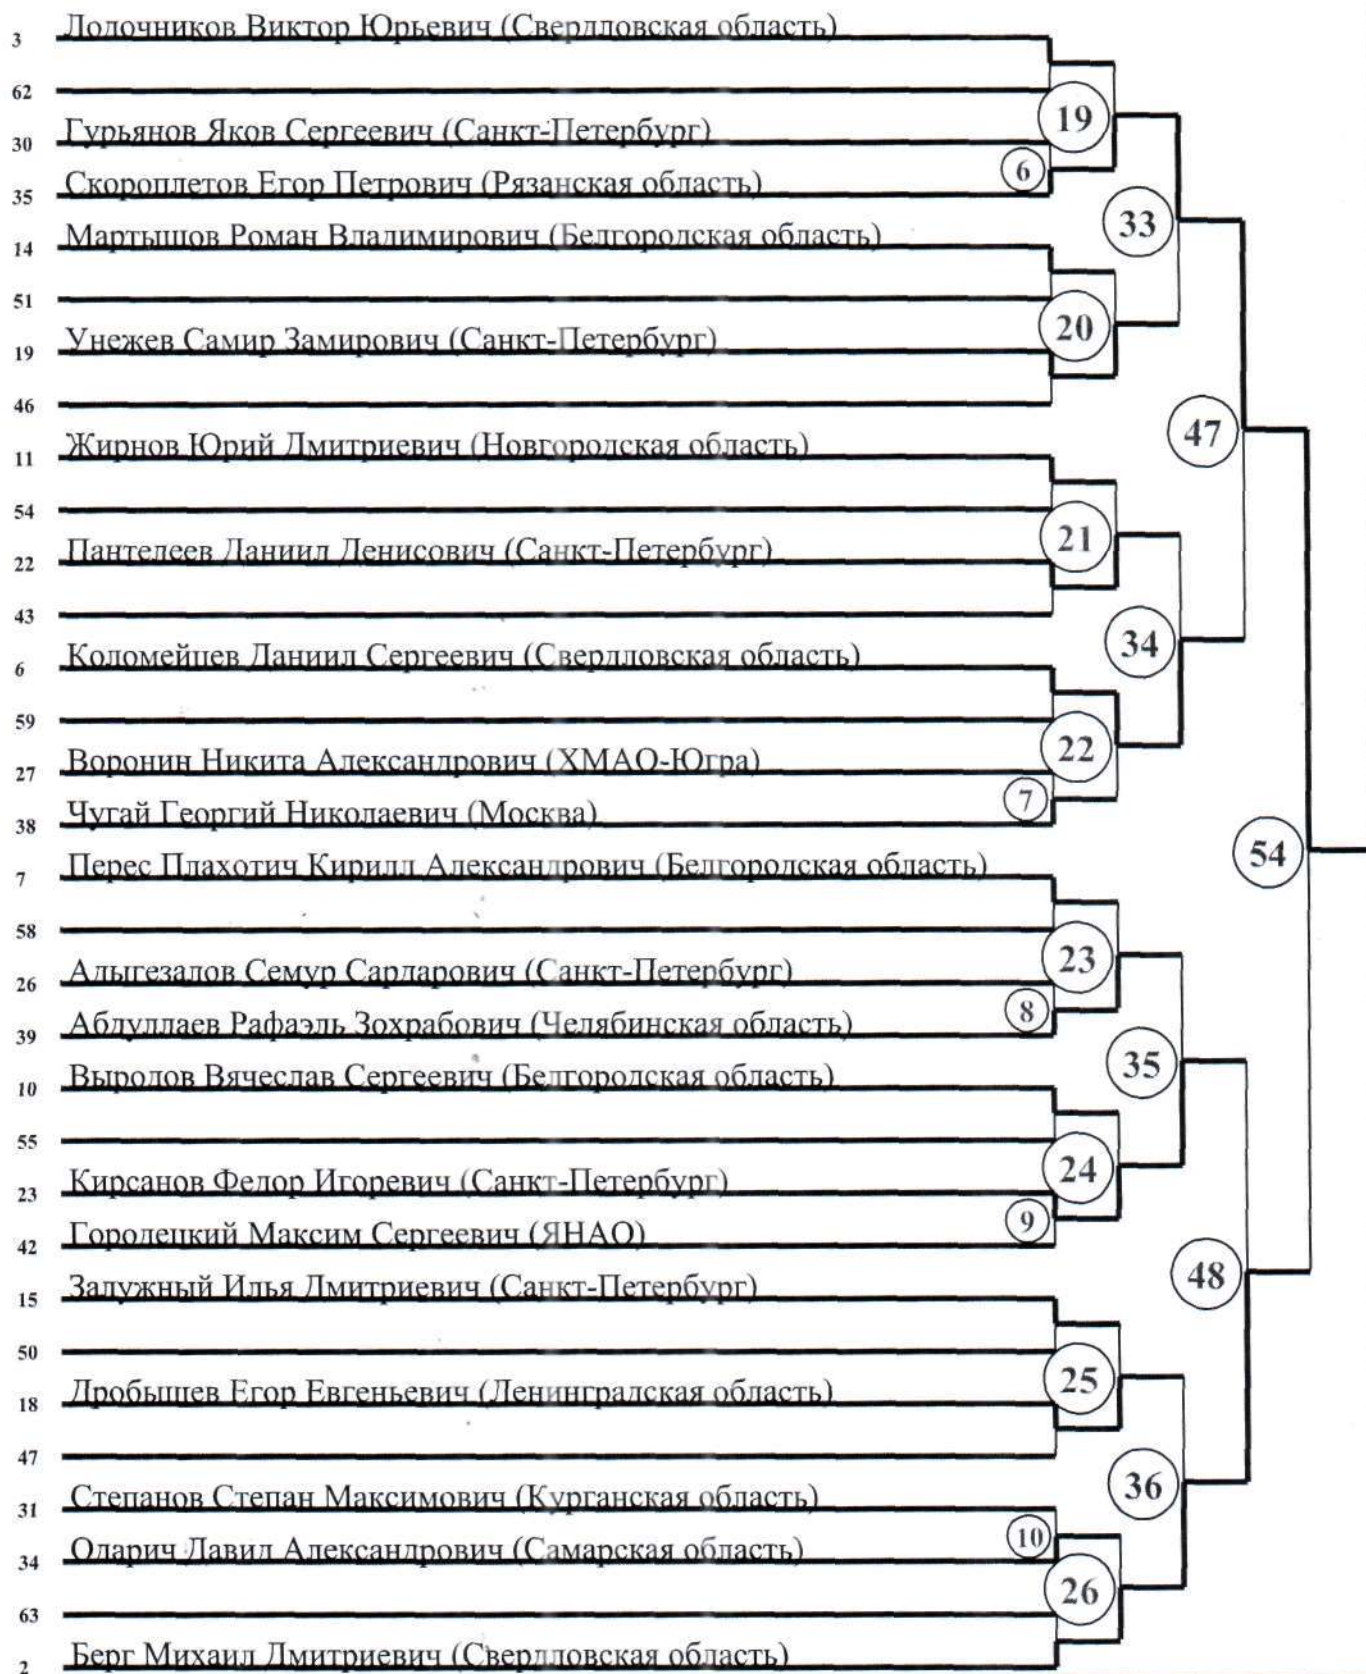 3 Лодочников Виктор Юрьевич (Свердловская область)
62
19
30 Гурьянов Яков Сергеевич (Санкт-Петербург)
6
35 Скороплетов Егор Петрович (Рязанская область)
33
14 Мартышов Роман Владимирович (Белгородская область)
51
20
19 Унежев Самир Замирович (Санкт-Петербург)
46
47
11 Жирнов Юрий Дмитриевич (Новгородская область)
54
21
22 Пантелеев Даниил Денисович (Санкт-Петербург)
43
34
6 Коломейцев Даниил Сергеевич (Свердловская область)
59
22
27 Воронин Никита Александрович (ХМАО-Югра)
7
38 Чугай Георгий Николаевич (Москва)
54
7 Перес Плахотич Кирилл Александрович (Белгородская область)
58
23
26 Адыгезалов Семур Сардарович (Санкт-Петербург)
8
39 Абдуллаев Рафаэль Зохрабович (Челябинская область)
35
10 Выродов Вячеслав Сергеевич (Белгородская область)
55
24
23 Кирсанов Федор Игоревич (Санкт-Петербург)
9
42 Городецкий Максим Сергеевич (ЯНАО)
48
15 Залужный Илья Дмитриевич (Санкт-Петербург)
50
25
18 Дробышев Егор Евгеньевич (Ленинградская область)
47
36
31 Степанов Степан Максимович (Курганская область)
10
34 Одарич Давид Александрович (Самарская область)
26
63
2 Берг Михаил Дмитриевич (Свердловская область)